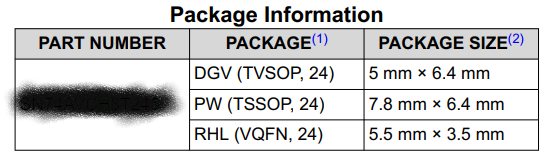 Package Information
PART NUMBER PACKAGE(1) PACKAGE SIZE(2)
DGV (TVSOP, 24) 5 mm × 6.4 mm
PW (TSSOP, 24) 7.8 mm × 6.4 mm
RHL (VQFN, 24) 5.5 mm × 3.5 mm